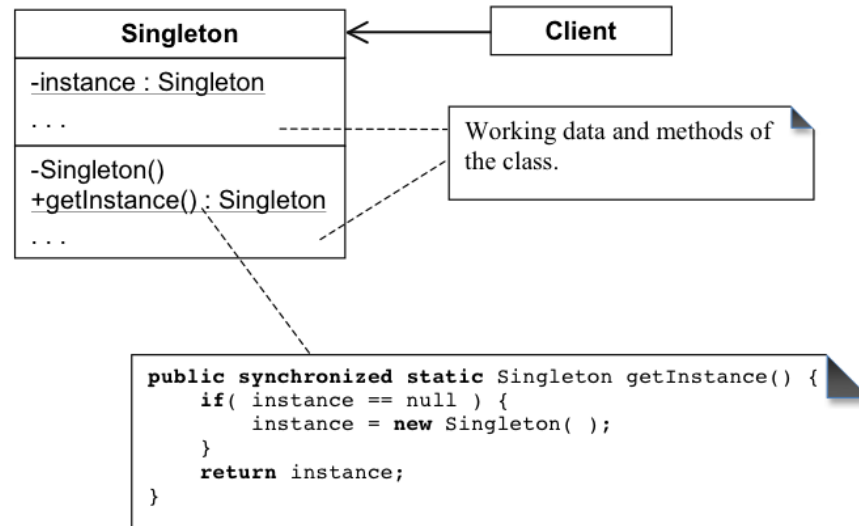 Singleton
Client
-instance : Singleton
. . .
Working data and methods of
the class.
-Singleton()
+getInstance() : Singleton
. . .
public synchronized static Singleton getInstance() {
    if( instance == null ) {
        instance = new Singleton( );
    }
    return instance;
}